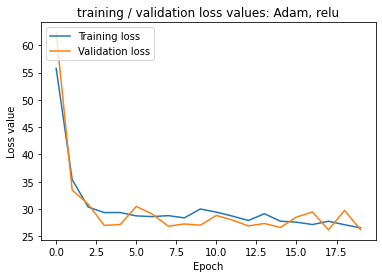 training / validation loss values: Adam, relu
Training loss
Validation loss
60
55
50
45
40
35
30
25
Loss value
0.0 2.5 5.0 7.5 10.0 12.5 15.0 17.5
Epoch